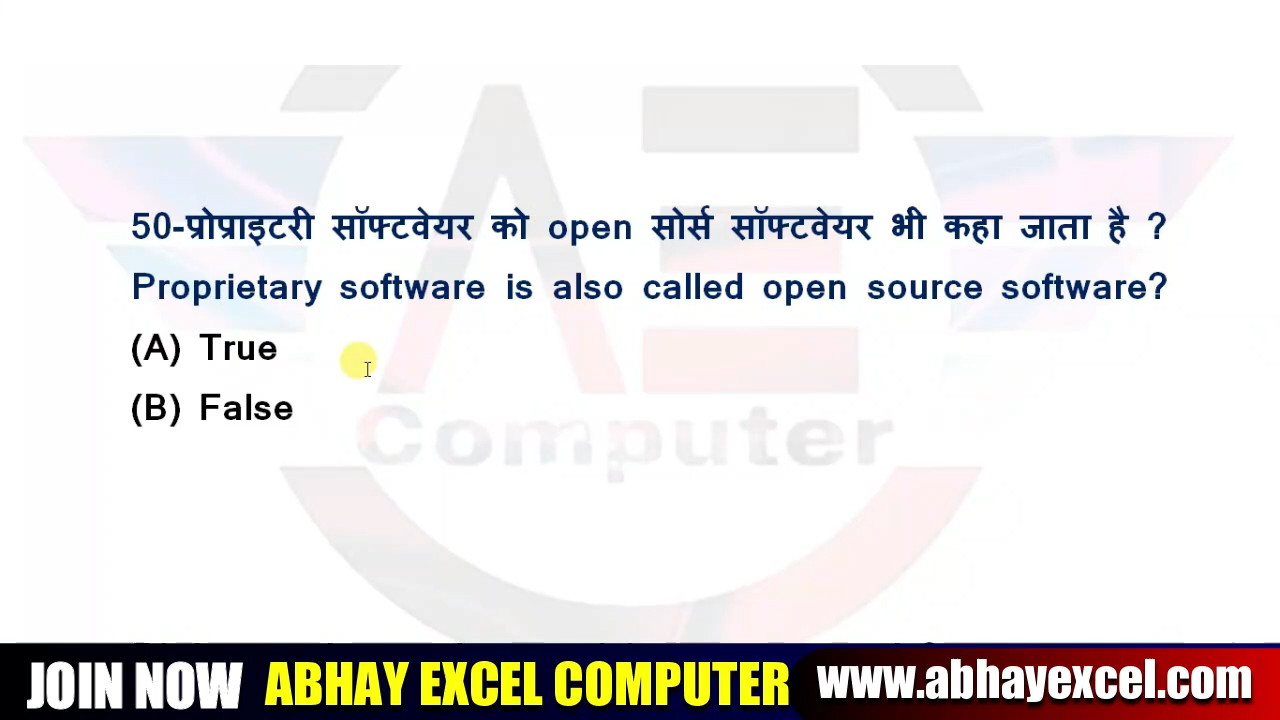 50-प्रोप्राइटरी सॉफ्टवेयर को open सोर्स सॉफ्टवेयर भी कहा जाता है ?
Proprietary software is also called open source software?
(A) True
(B) False
Computer
JOIN NOW ABHAY EXCEL COMPUTER www.abhayexcel.com